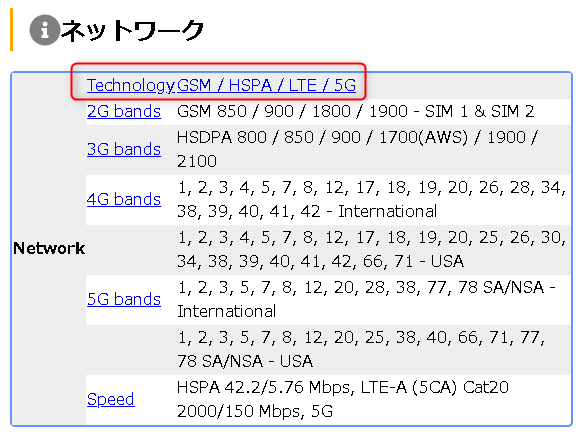 ネットワーク
Technology GSM / HSPA / LTE / 5G
2G bands GSM 850 / 900 / 1800 / 1900 - SIM 1 & SIM 2
3G bands HSDPA 800 / 850 / 900 / 1700(AWS) / 1900 /
2100
4G bands 1, 2, 3, 4, 5, 7, 8, 12, 17, 18, 19, 20, 26, 28, 34,
38, 39, 40, 41, 42 - International
Network 1, 2, 3, 4, 5, 7, 8, 12, 17, 18, 19, 20, 25, 26, 30,
34, 38, 39, 40, 41, 42, 66, 71 - USA
5G bands 1, 2, 3, 5, 7, 8, 12, 20, 28, 38, 77, 78 SA/NSA -
International
1, 2, 3, 5, 7, 8, 12, 20, 25, 38, 40, 66, 71, 77,
78 SA/NSA - USA
Speed HSPA 42.2/5.76 Mbps, LTE-A (5CA) Cat20
2000/150 Mbps, 5G